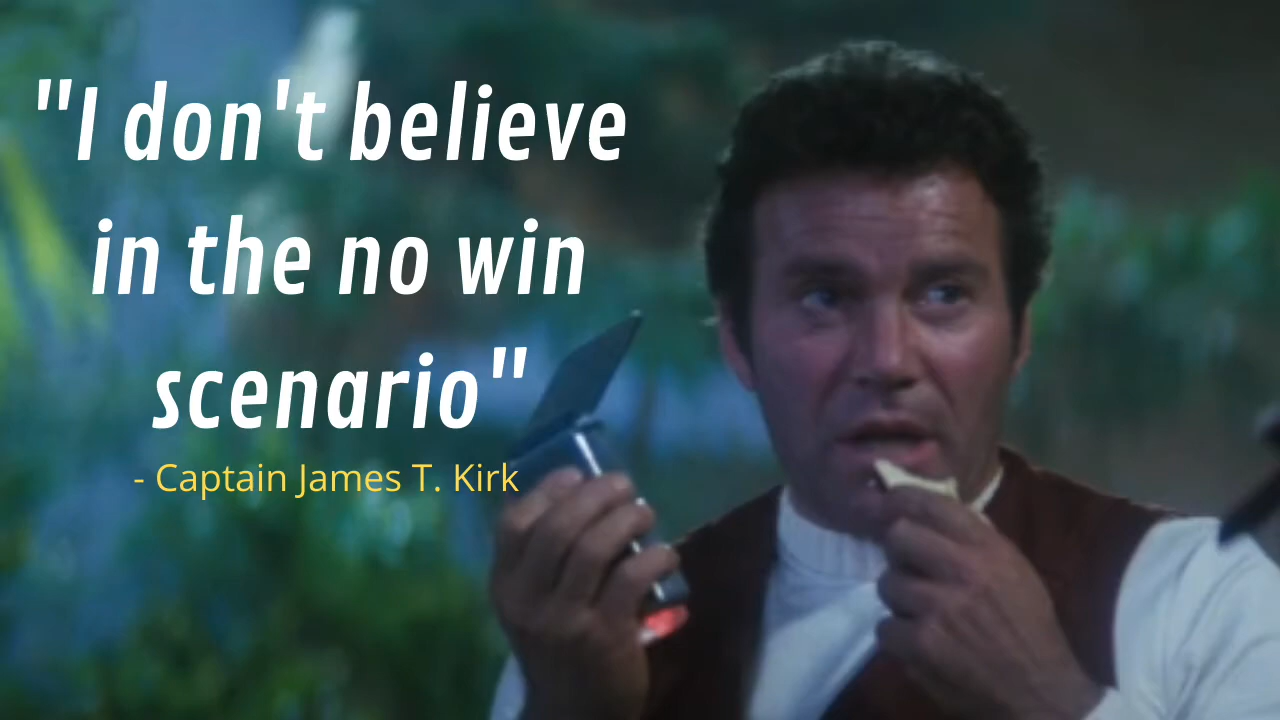 "I don't believe
in the no win
scenario"
- Captain James T. Kirk